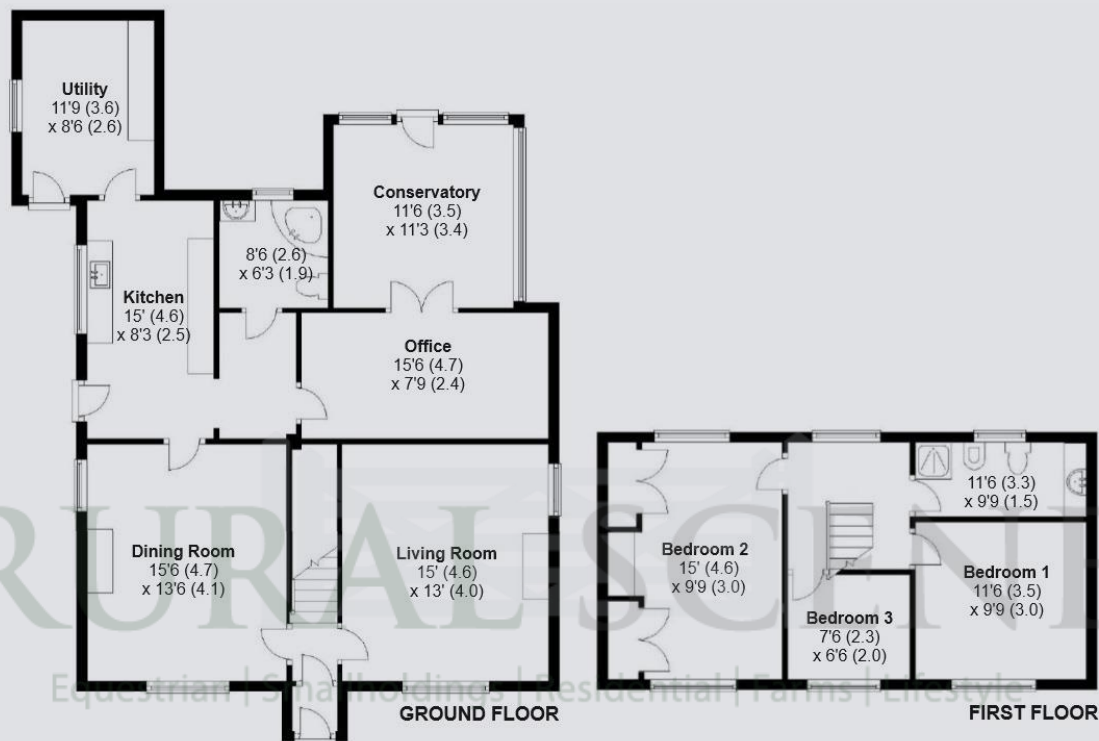 Utility
11'9 (3.6)
x 8'6 (2.6)
Conservatory
11'6 (3.5)
x 11'3 (3.4)
8'6 (2.6)
x 6'3 (1.9)
Kitchen
15' (4.6)
x 8'3 (2.5)
Office
15'6 (4.7)
x 7'9 (2.4)
Dining Room
15'6 (4.7)
x 13'6 (4.1)
Living Room
15' (4.6)
x 13' (4.0)
GROUND FLOOR
11'6 (3.3)
x 9'9 (1.5)
Bedroom 2
15' (4.6)
x 9'9 (3.0)
Bedroom 1
11'6 (3.5)
x 9'9 (3.0)
Bedroom 3
7'6 (2.3)
x 6'6 (2.0)
FIRST FLOOR
RURAL SCENE
Equestrian | Smallholdings | Residential | Farms | Lifestyle